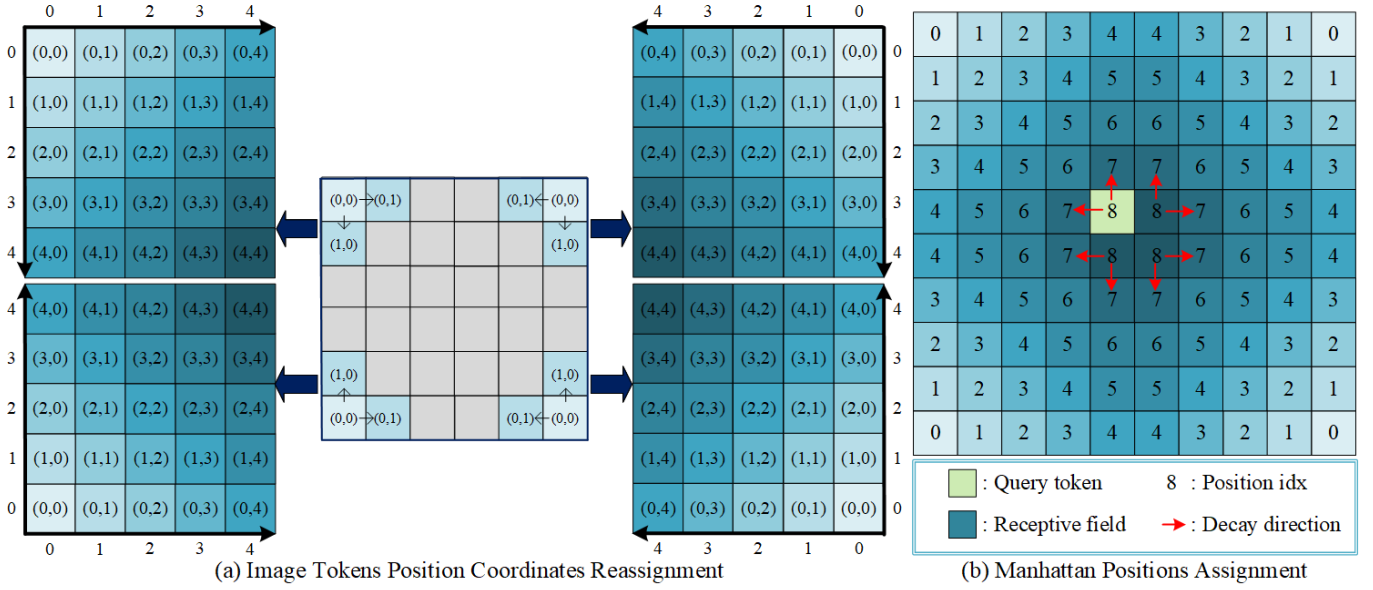 0 1 2 3 4
0 (0,0) (0,1) (0,2) (0,3) (0,4)
1 (1,0) (1,1) (1,2) (1,3) (1,4)
2 (2,0) (2,1) (2,2) (2,3) (2,4)
3 (3,0) (3,1) (3,2) (3,3) (3,4)
4 (4,0) (4,1) (4,2) (4,3) (4,4)
4 (4,0) (4,1) (4,2) (4,3) (4,4)
3 (3,0) (3,1) (3,2) (3,3) (3,4)
2 (2,0) (2,1) (2,2) (2,3) (2,4)
1 (1,0) (1,1) (1,2) (1,3) (1,4)
0 (0,0) (0,1) (0,2) (0,3) (0,4)
0 1 2 3 4
(0,0) (0,1) (0,1) (0,0)
(1,0) (1,0)
(1,0) (1,0)
(0,0) (0,1) (0,1) (0,0)
4 3 2 1 0
(0,4) (0,3) (0,2) (0,1) (0,0) 0
(1,4) (1,3) (1,2) (1,1) (1,0) 1
(2,4) (2,3) (2,2) (2,1) (2,0) 2
(3,4) (3,3) (3,2) (3,1) (3,0) 3
(4,4) (4,3) (4,2) (4,1) (4,0) 4
(4,4) (4,3) (4,2) (4,1) (4,0) 4
(3,4) (3,3) (3,2) (3,1) (3,0) 3
(2,4) (2,3) (2,2) (2,1) (2,0) 2
(1,4) (1,3) (1,2) (1,1) (1,0) 1
(0,4) (0,3) (0,2) (0,1) (0,0) 0
4 3 2 1 0
(a) Image Tokens Position Coordinates Reassignment
0 1 2 3 4 4 3 2 1 0
1 2 3 4 5 5 4 3 2 1
2 3 4 5 6 6 5 4 3 2
3 4 5 6 7 7 6 5 4 3
4 5 6 7 8 8 7 6 5 4
4 5 6 7 8 8 7 6 5 4
3 4 5 6 7 7 6 5 4 3
2 3 4 5 6 6 5 4 3 2
1 2 3 4 5 5 4 3 2 1
0 1 2 3 4 4 3 2 1 0
: Query token 8 : Position idx
: Receptive field : Decay direction
(b) Manhattan Positions Assignment